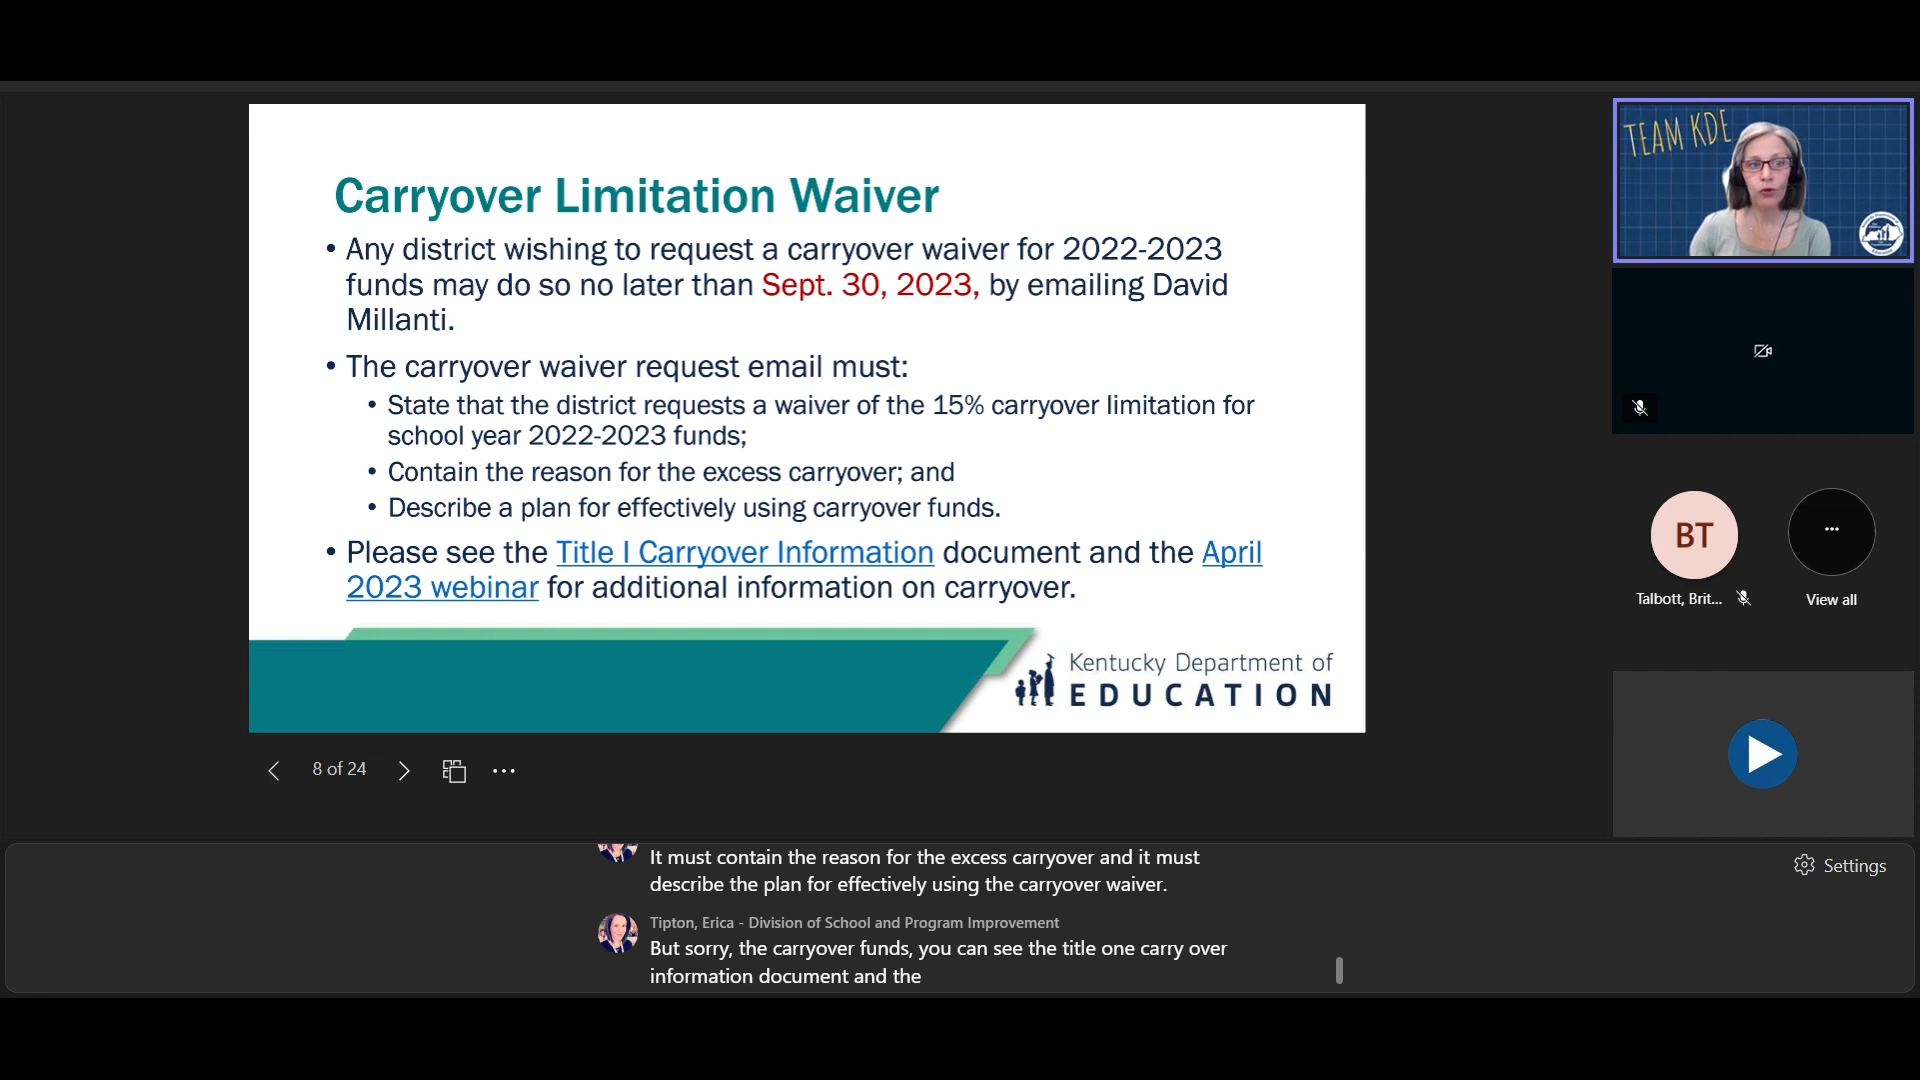 Carryover Limitation Waiver
• Any district wishing to request a carryover waiver for 2022-2023
funds may do so no later than Sept. 30, 2023, by emailing David
Millanti.
• The carryover waiver request email must:
• State that the district requests a waiver of the 15% carryover limitation for
school year 2022-2023 funds;
• Contain the reason for the excess carryover; and
• Describe a plan for effectively using carryover funds.
• Please see the Title I Carryover Information document and the April
2023 webinar for additional information on carryover.
Kentucky Department of
EDUCATION
8 of 24
TEAM KDE
BT
Talbott, Brit...
View all
It must contain the reason for the excess carryover and it must
describe the plan for effectively using the carryover waiver.
Tipton, Erica - Division of School and Program Improvement
But sorry, the carryover funds, you can see the title one carry over
information document and the
Settings